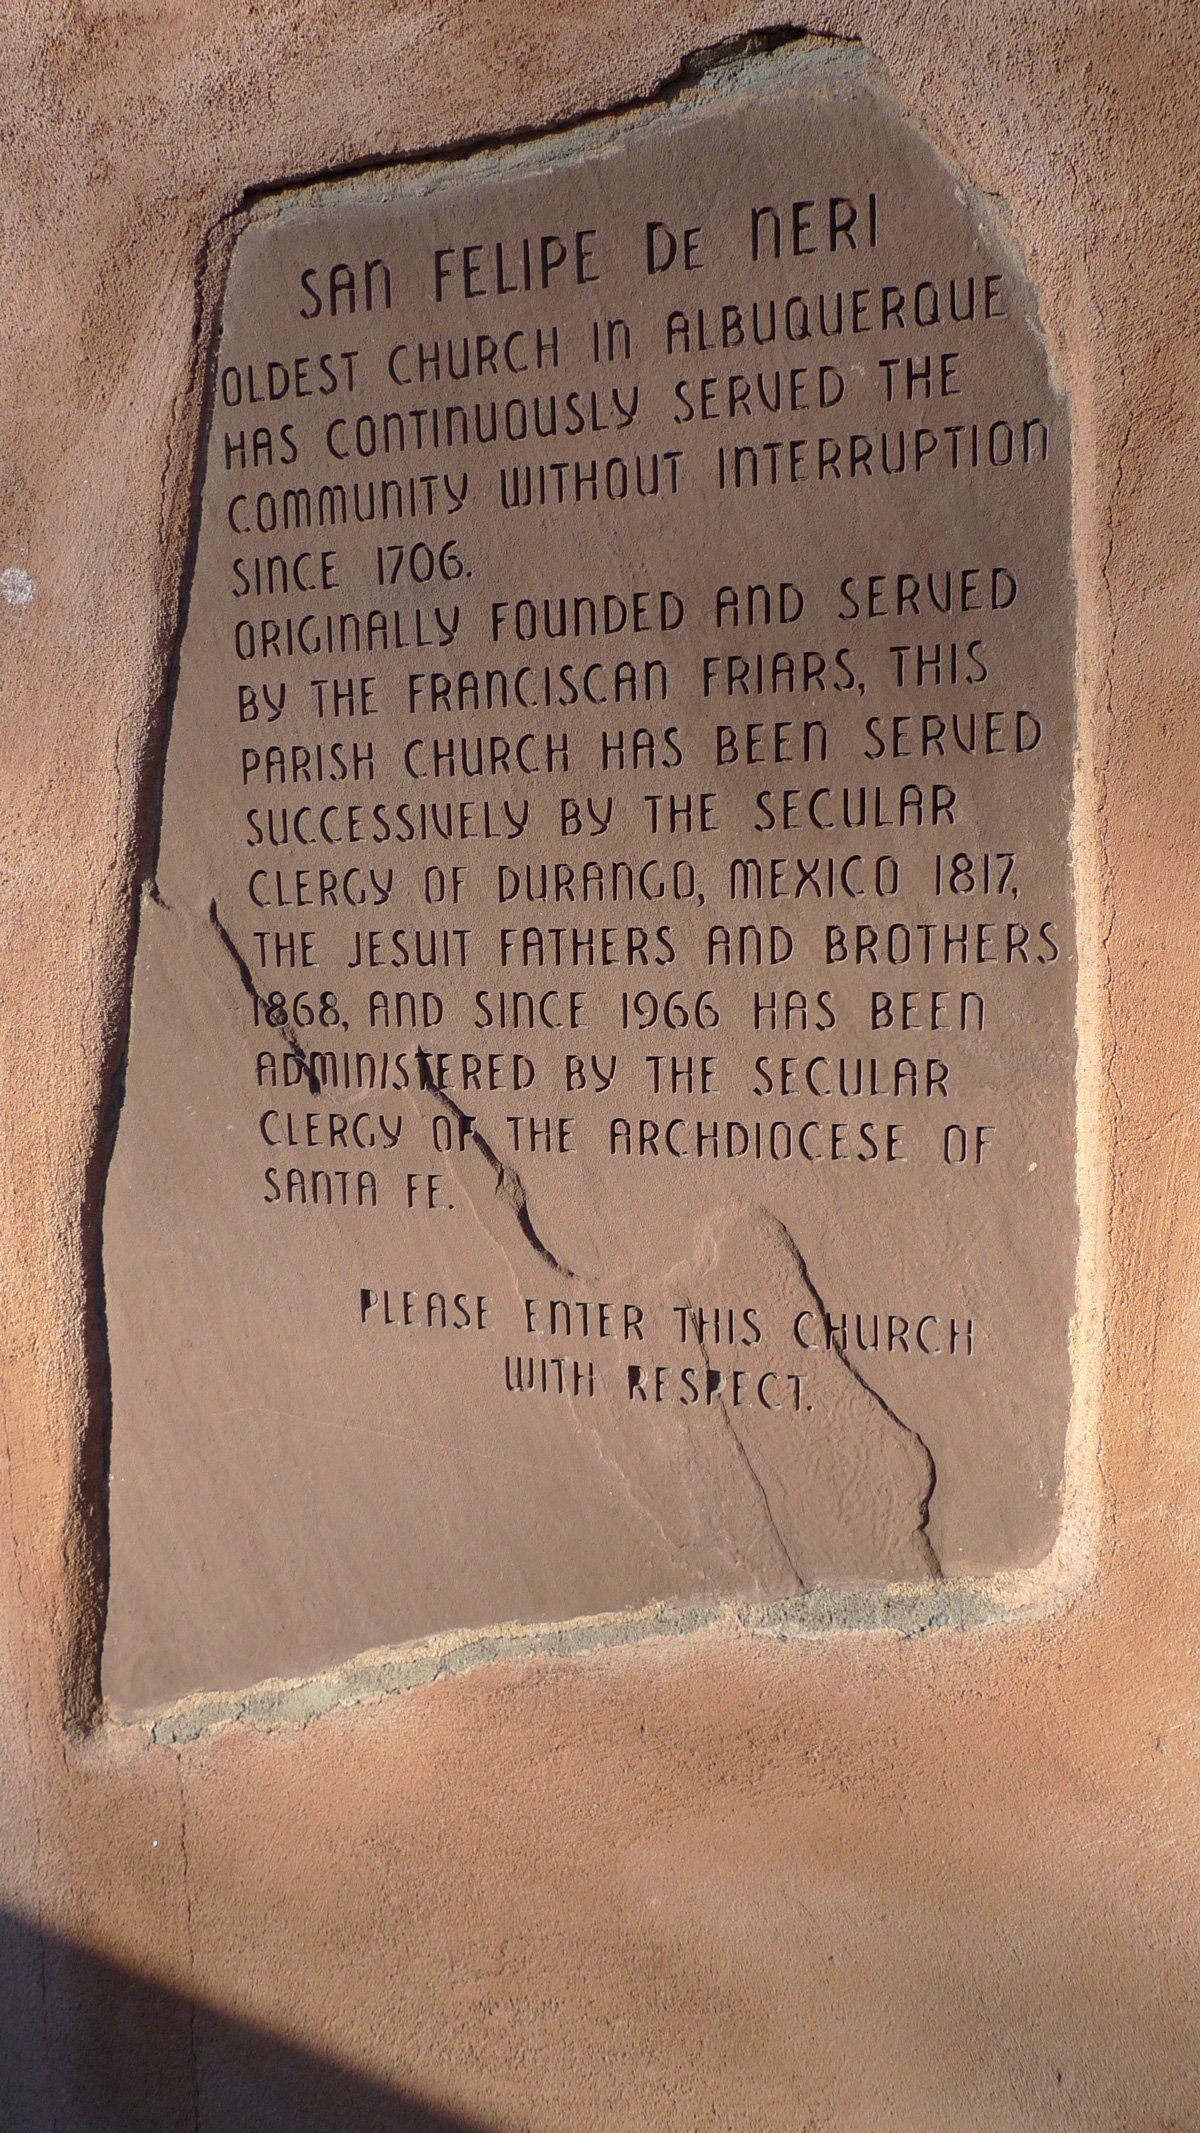 SAN FELIPE DE NERI
OLDEST CHURCH IN ALBUQUERQUE
HAS CONTINUOUSLY SERVED THE
COMMUNITY WITHOUT INTERRUPTION
SINCE 1706.
ORIGINALLY FOUNDED AND SERVED
BY THE FRANCISCAN FRIARS, THIS
PARISH CHURCH HAS BEEN SERVED
SUCCESSIVELY BY THE SECULAR
CLERGY OF DURANGO, MEXICO 1817,
THE JESUIT FATHERS AND BROTHERS
1868, AND SINCE 1966 HAS BEEN
ADMINISTERED BY THE SECULAR
CLERGY OF THE ARCHDIOCESE OF
SANTA FE.
PLEASE ENTER THIS CHURCH
WITH RESPECT.